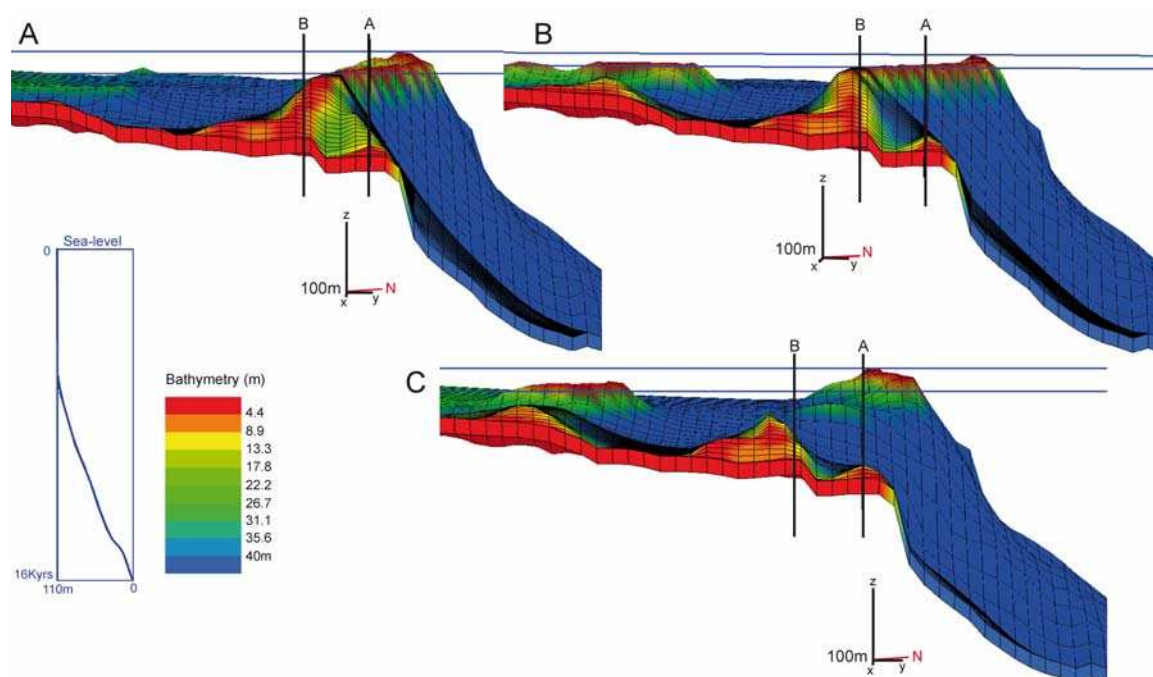 A
B
A
z
100m
x
y
N
B
B
A
z
100m
x
y
N
Sea-level
0
16Kyrs
110m
0
Bathymetry (m)
4.4
8.9
13.3
17.8
22.2
26.7
31.1
35.6
40m
C
B
A
z
100m
x
y
N